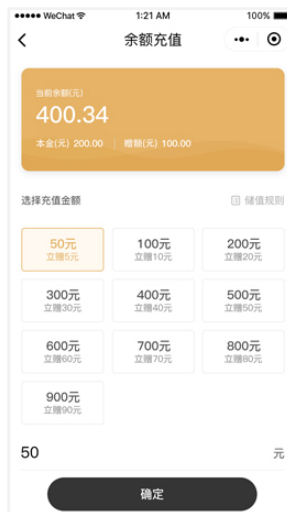 WeChat 1:21 AM 100%
余额充值
当前余额(元)
400.34
本金(元) 200.00 赠额(元) 100.00
选择充值金额 储值规则
50元 100元 200元
立赠5元 立赠10元 立赠20元
300元 400元 500元
立赠30元 立赠40元 立赠50元
600元 700元 800元
立赠60元 立赠70元 立赠80元
900元
立赠90元
50 元
确定